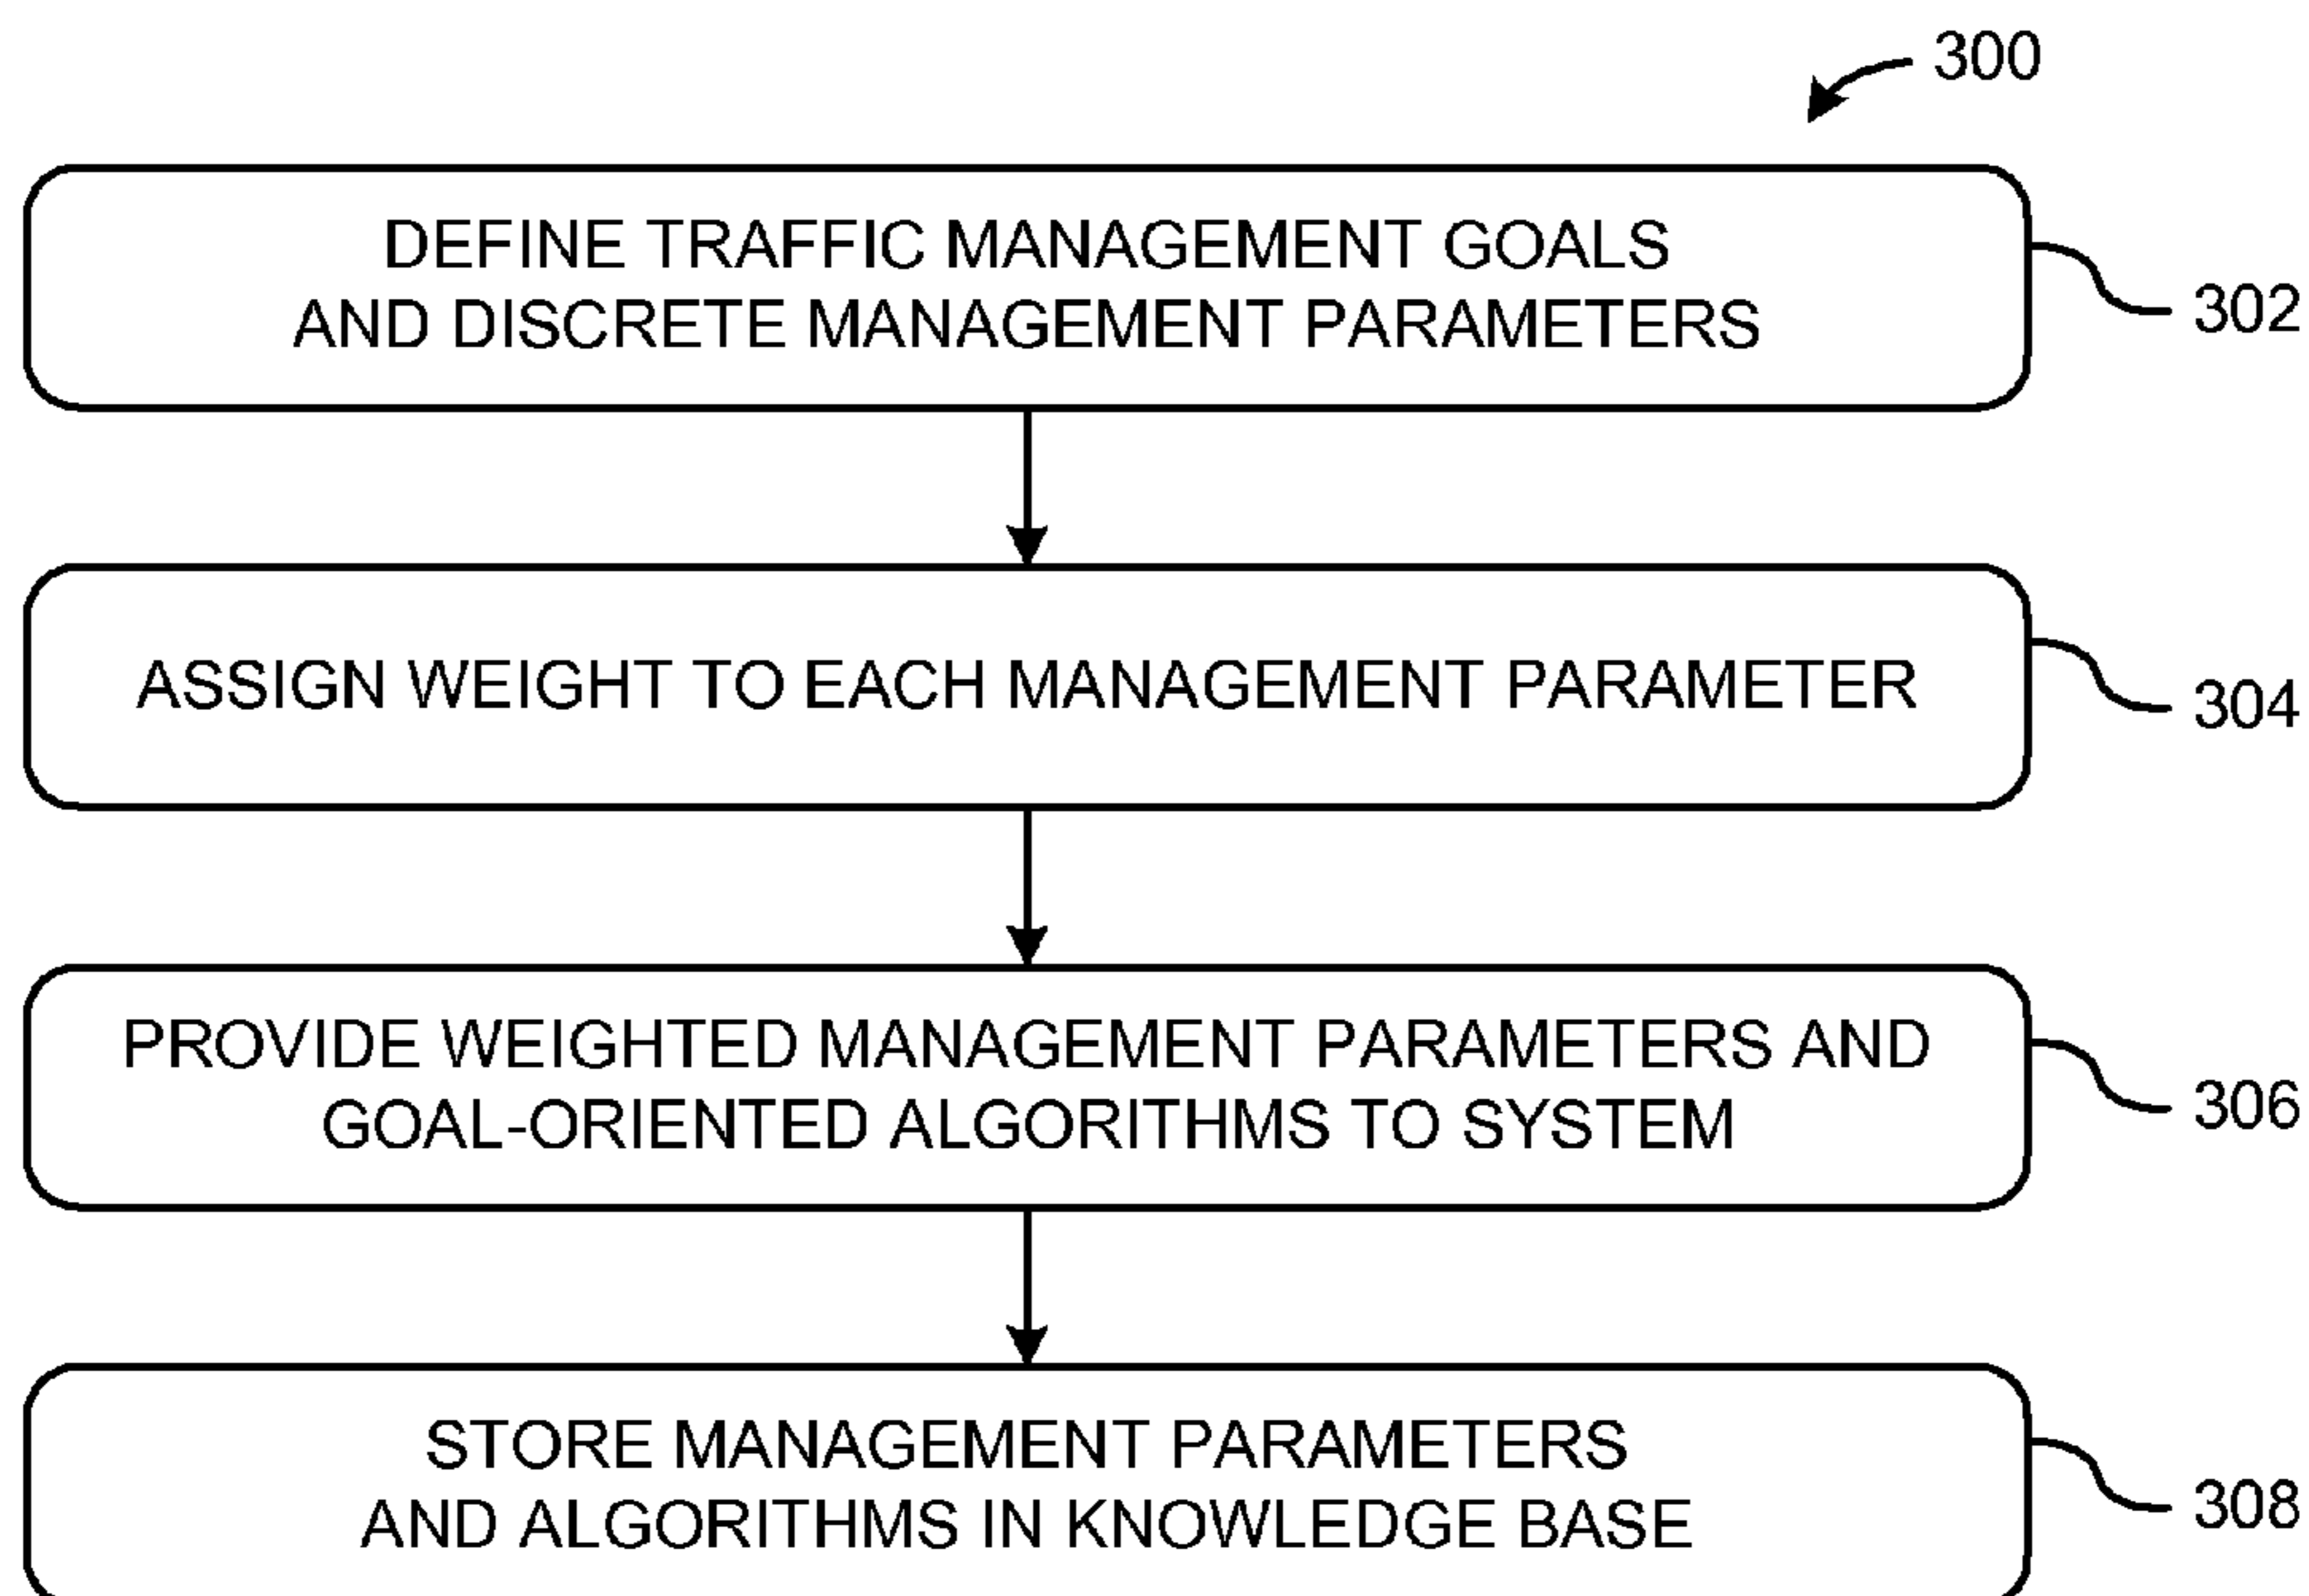 300
DEFINE TRAFFIC MANAGEMENT GOALS
AND DISCRETE MANAGEMENT PARAMETERS
302
ASSIGN WEIGHT TO EACH MANAGEMENT PARAMETER
304
PROVIDE WEIGHTED MANAGEMENT PARAMETERS AND
GOAL-ORIENTED ALGORITHMS TO SYSTEM
306
STORE MANAGEMENT PARAMETERS
AND ALGORITHMS IN KNOWLEDGE BASE
308